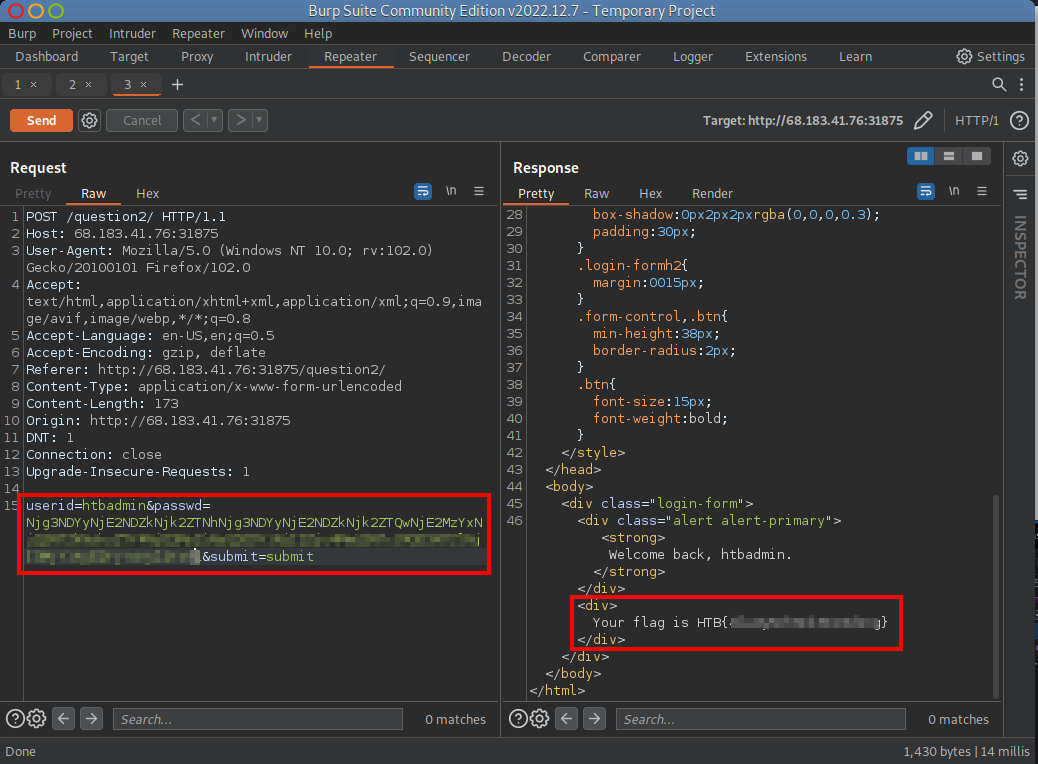 Burp Suite Community Edition v2022.12.7 - Temporary Project
Burp Project Intruder Repeater Window Help
Dashboard Target Proxy Intruder Repeater Sequencer Decoder Comparer Logger Extensions Learn Settings
1 × 2 × 3 × +
Send Cancel < > Target: http://68.183.41.76:31875 HTTP/1 ?
Request
Pretty Raw Hex \n
1 POST /question2/ HTTP/1.1
2 Host: 68.183.41.76:31875
3 User-Agent: Mozilla/5.0 (Windows NT 10.0; rv:102.0)
Gecko/20100101 Firefox/102.0
4 Accept:
text/html,application/xhtml+xml,application/xml;q=0.9,ima
ge/avif,image/webp,*/*;q=0.8
5 Accept-Language: en-US,en;q=0.5
6 Accept-Encoding: gzip, deflate
7 Referer: http://68.183.41.76:31875/question2/
8 Content-Type: application/x-www-form-urlencoded
9 Content-Length: 173
10 Origin: http://68.183.41.76:31875
11 DNT: 1
12 Connection: close
13 Upgrade-Insecure-Requests: 1
14
15 userid=htbadmin&passwd=
Njg3NDYyNjE2NDZkNjk2ZTNhNjg3NDYyNjE2NDZkNjk2ZTQwNjE2MzYxN
&submit=submit
Response
Pretty Raw Hex Render \n
28 box-shadow:0px2px2pxrgba(0,0,0,0.3);
29 padding:30px;
30 }
31 .login-formh2{
32 margin:0015px;
33 }
34 .form-control,.btn{
35 min-height:38px;
36 border-radius:2px;
37 }
38 .btn{
39 font-size:15px;
40 font-weight:bold;
41 }
42 </style>
43 </head>
44 <body>
45 <div class="login-form">
46 <div class="alert alert-primary">
<strong>
Welcome back, htbadmin.
</strong>
</div>
<div>
Your flag is HTB{ g}
</div>
</div>
</body>
</html>
INSPECTOR
? Search... 0 matches
? Search... 0 matches
Done 1,430 bytes | 14 millis